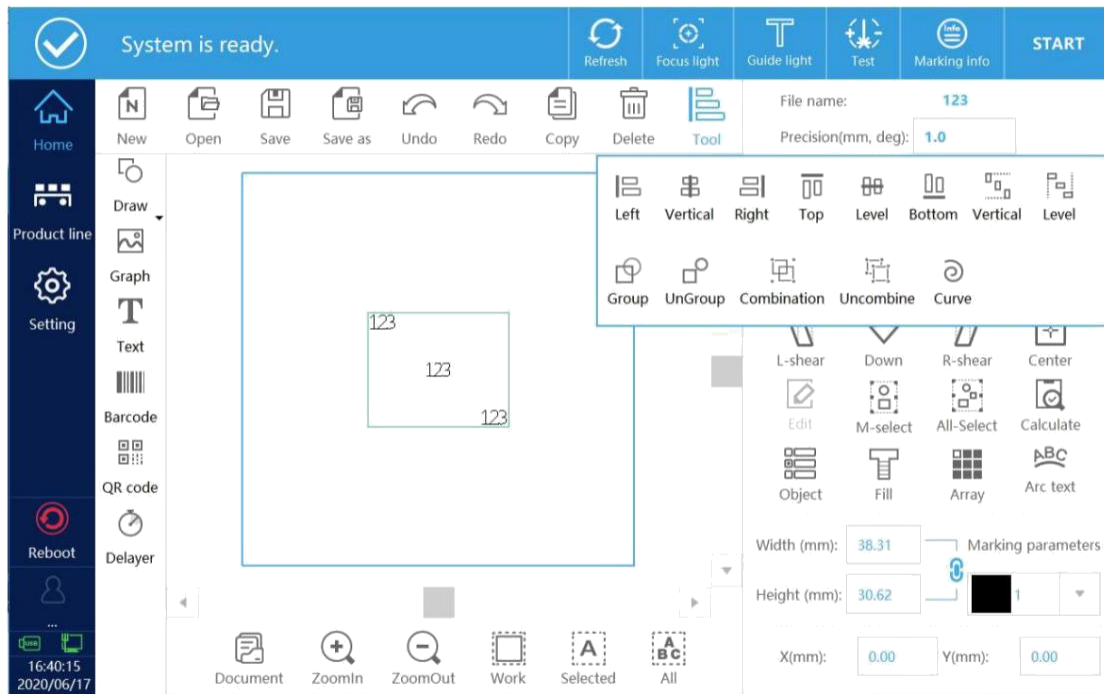 System is ready.
Refresh
Focus light
Guide light
Test
Info
Marking info
START
Home
Product line
Setting
Reboot
...
USB
16:40:15
2020/06/17
N
New
Open
Save
Save as
Undo
Redo
Copy
Delete
Tool
File name: 123
Precision(mm, deg): 1.0
Draw
Graph
T
Text
Barcode
QR code
Delayer
123
123
123
Left
Vertical
Right
Top
Level
Bottom
Vertical
Level
Group
UnGroup
Combination
Uncombine
Curve
L-shear
Down
R-shear
Center
Edit
M-select
All-Select
Calculate
Object
Fill
Array
ABC
Arc text
Width (mm): 38.31
Marking parameters
Height (mm): 30.62
1
X(mm): 0.00 Y(mm): 0.00
Document
ZoomIn
ZoomOut
Work
A
Selected
A
B C
All